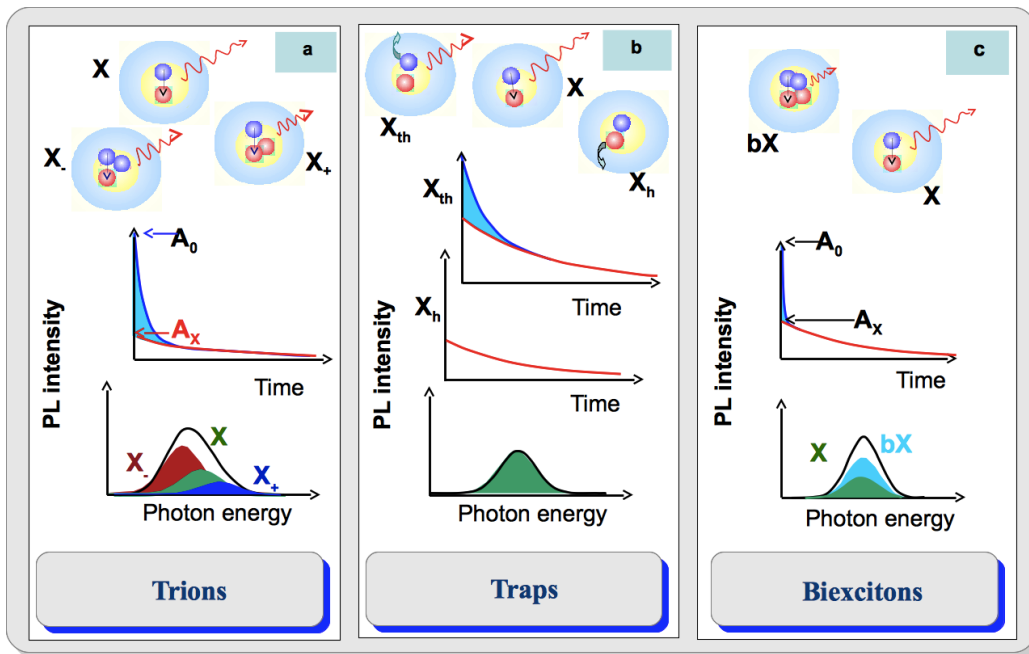 a
X
X-
X+
A0
AX
PL intensity
Time
X-
X
X+
Photon energy
Trions
b
Xth
X
Xh
Xth
Time
Xh
PL intensity
Time
Photon energy
Traps
c
bX
X
A0
AX
PL intensity
Time
X
bX
Photon energy
Biexcitons